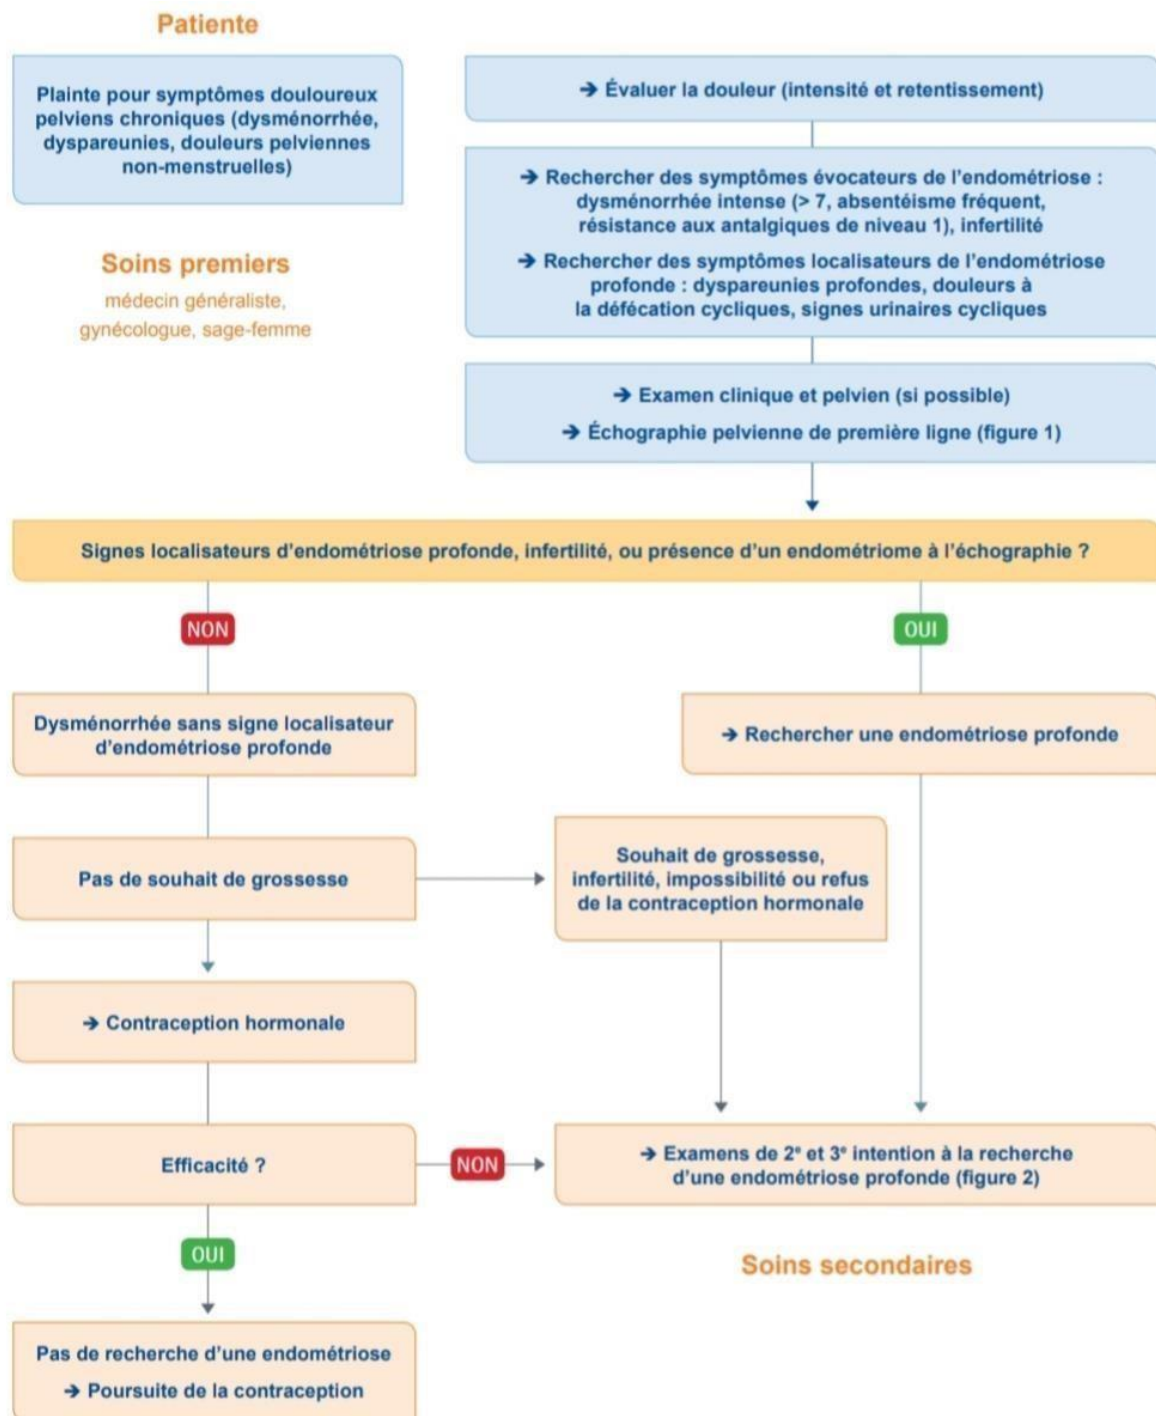 Patiente
Plainte pour symptômes douloureux
pelviens chroniques (dysménorrhée,
dyspareunies, douleurs pelviennes
non-menstruelles)
Soins premiers
médecin généraliste,
gynécologue, sage-femme
➔ Évaluer la douleur (intensité et retentissement)
➔ Rechercher des symptômes évocateurs de l'endométriose :
dysménorrhée intense (> 7, absentéisme fréquent,
résistance aux antalgiques de niveau 1), infertilité
➔ Rechercher des symptômes localisateurs de l'endométriose
profonde : dyspareunies profondes, douleurs à
la défécation cycliques, signes urinaires cycliques
➔ Examen clinique et pelvien (si possible)
➔ Échographie pelvienne de première ligne (figure 1)
Signes localisateurs d'endométriose profonde, infertilité, ou présence d'un endométriome à l'échographie ?
NON
OUI
Dysménorrhée sans signe localisateur
d'endométriose profonde
➔ Rechercher une endométriose profonde
Pas de souhait de grossesse
Souhait de grossesse,
infertilité, impossibilité ou refus
de la contraception hormonale
➔ Contraception hormonale
Efficacité ?
NON
➔ Examens de 2e et 3e intention à la recherche
d'une endométriose profonde (figure 2)
OUI
Soins secondaires
Pas de recherche d'une endométriose
➔ Poursuite de la contraception